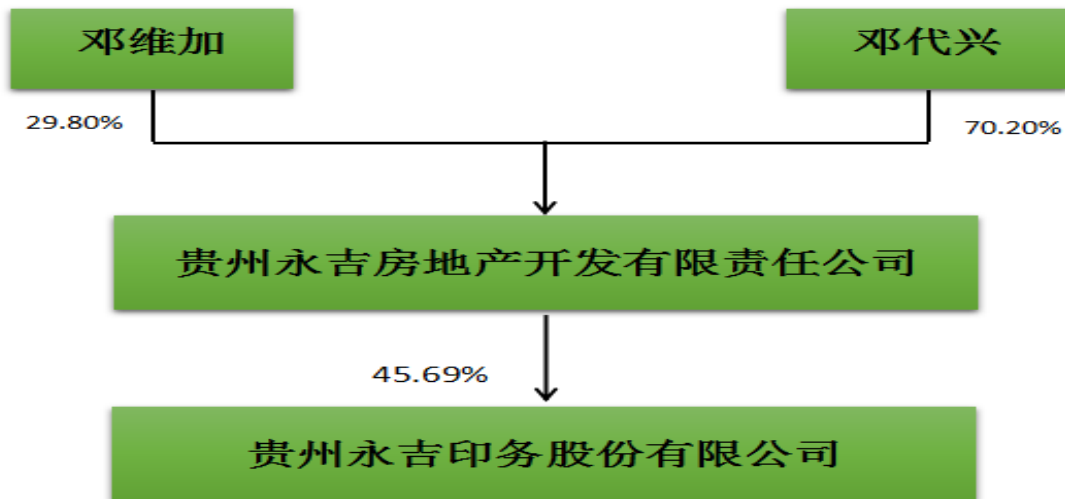 邓维加
邓代兴
29.80%
70.20%
贵州永吉房地产开发有限责任公司
45.69%
贵州永吉印务股份有限公司